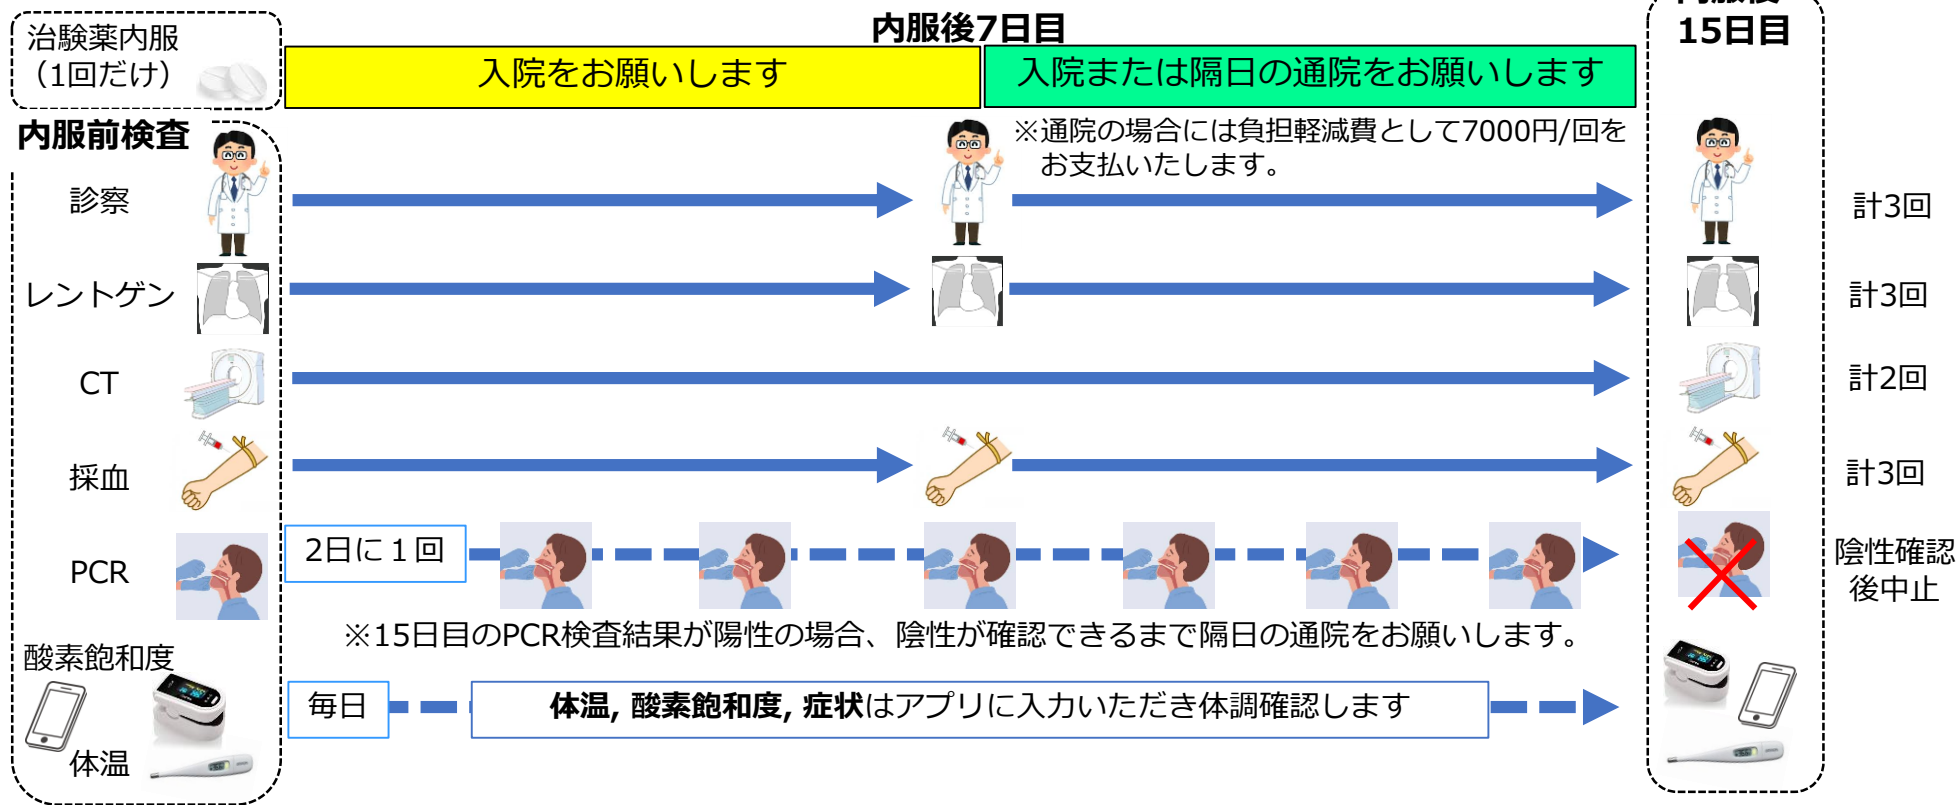 治験薬内服
（1回だけ）
内服後7日目
15日目
入院をお願いします
入院または隔日の通院をお願いします
内服前検査
※通院の場合には負担軽減費として7000円/回を
お支払いたします。
診察
計3回
レントゲン
計3回
CT
計2回
採血
計3回
PCR
2日に１回
陰性確認
後中止
※15日目のPCR検査結果が陽性の場合、陰性が確認できるまで隔日の通院をお願いします。
酸素飽和度
毎日
体温, 酸素飽和度, 症状はアプリに入力いただき体調確認します
体温